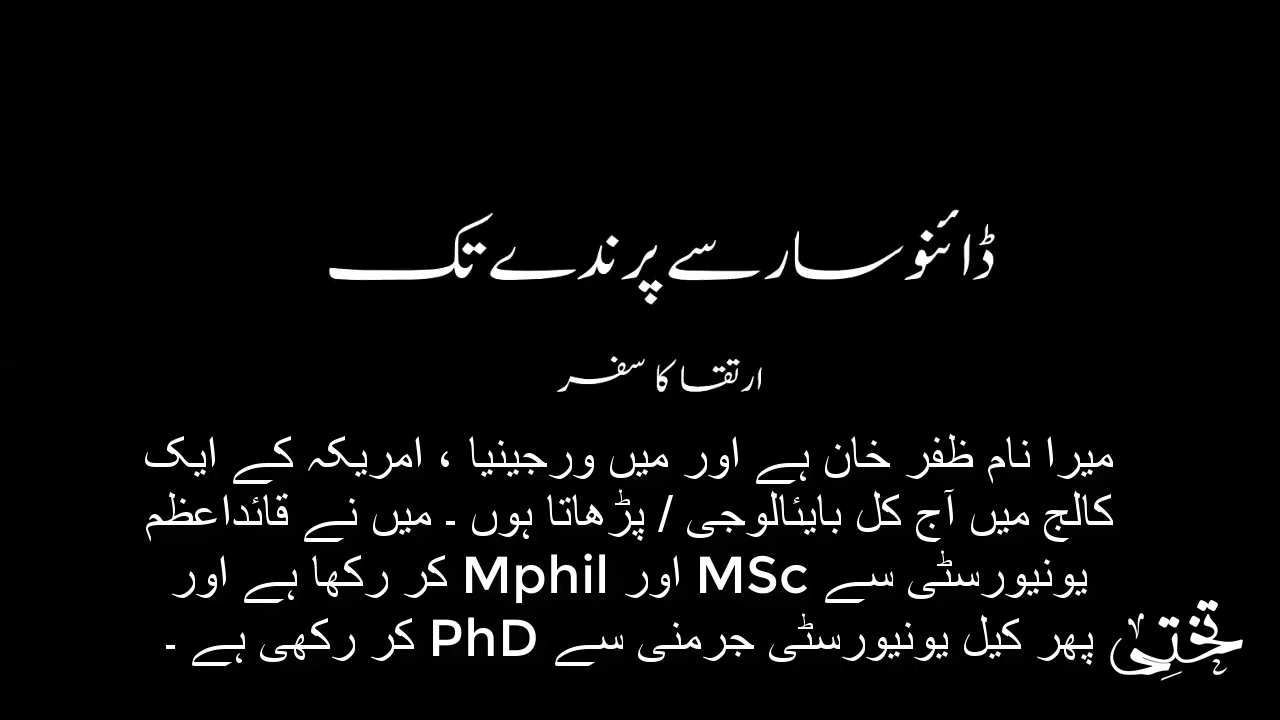 ڈائنوسار سے پرندے تک
ارتقا کا سفر
میرا نام ظفر خان ہے اور میں ورجینیا ، امریکہ کے ایک
کالج میں آج کل بایئالوجی / پڑھاتا ہوں ۔ میں نے قائداعظم
یونیورسٹی سے MSc اور Mphil کر رکھا ہے اور
پھر کیل یونیورسٹی جرمنی سے PhD کر رکھی ہے ۔
تختی